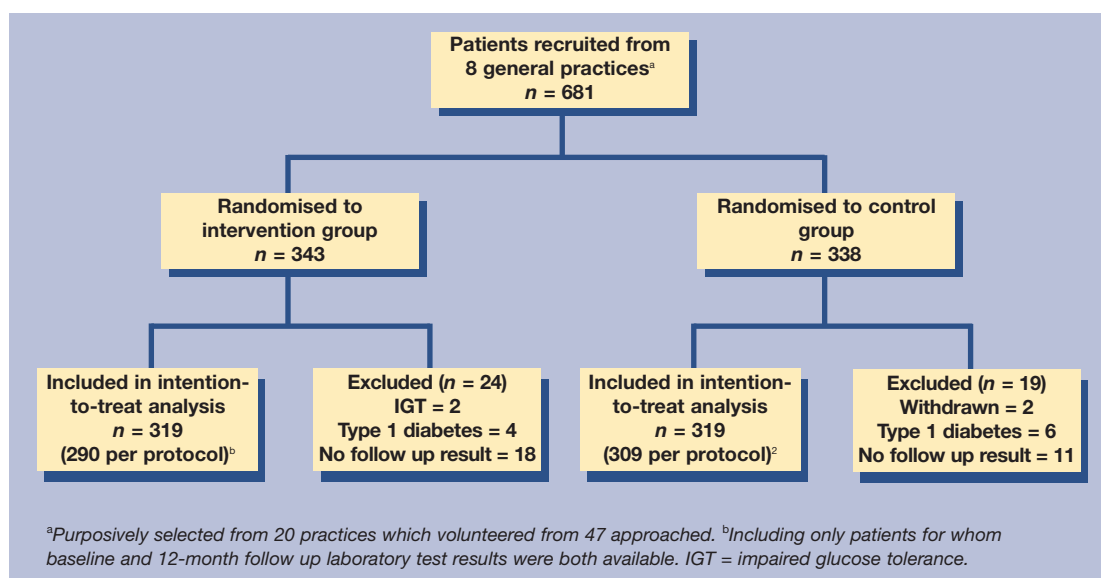 Patients recruited from
8 general practicesᵃ
n = 681
Randomised to
intervention group
n = 343
Randomised to control
group
n = 338
Included in intention-
to-treat analysis
n = 319
(290 per protocol)ᵇ
Excluded (n = 24)
IGT = 2
Type 1 diabetes = 4
No follow up result = 18
Included in intention-
to-treat analysis
n = 319
(309 per protocol)²
Excluded (n = 19)
Withdrawn = 2
Type 1 diabetes = 6
No follow up result = 11
ᵃPurposively selected from 20 practices which volunteered from 47 approached. ᵇIncluding only patients for whom
baseline and 12-month follow up laboratory test results were both available. IGT = impaired glucose tolerance.